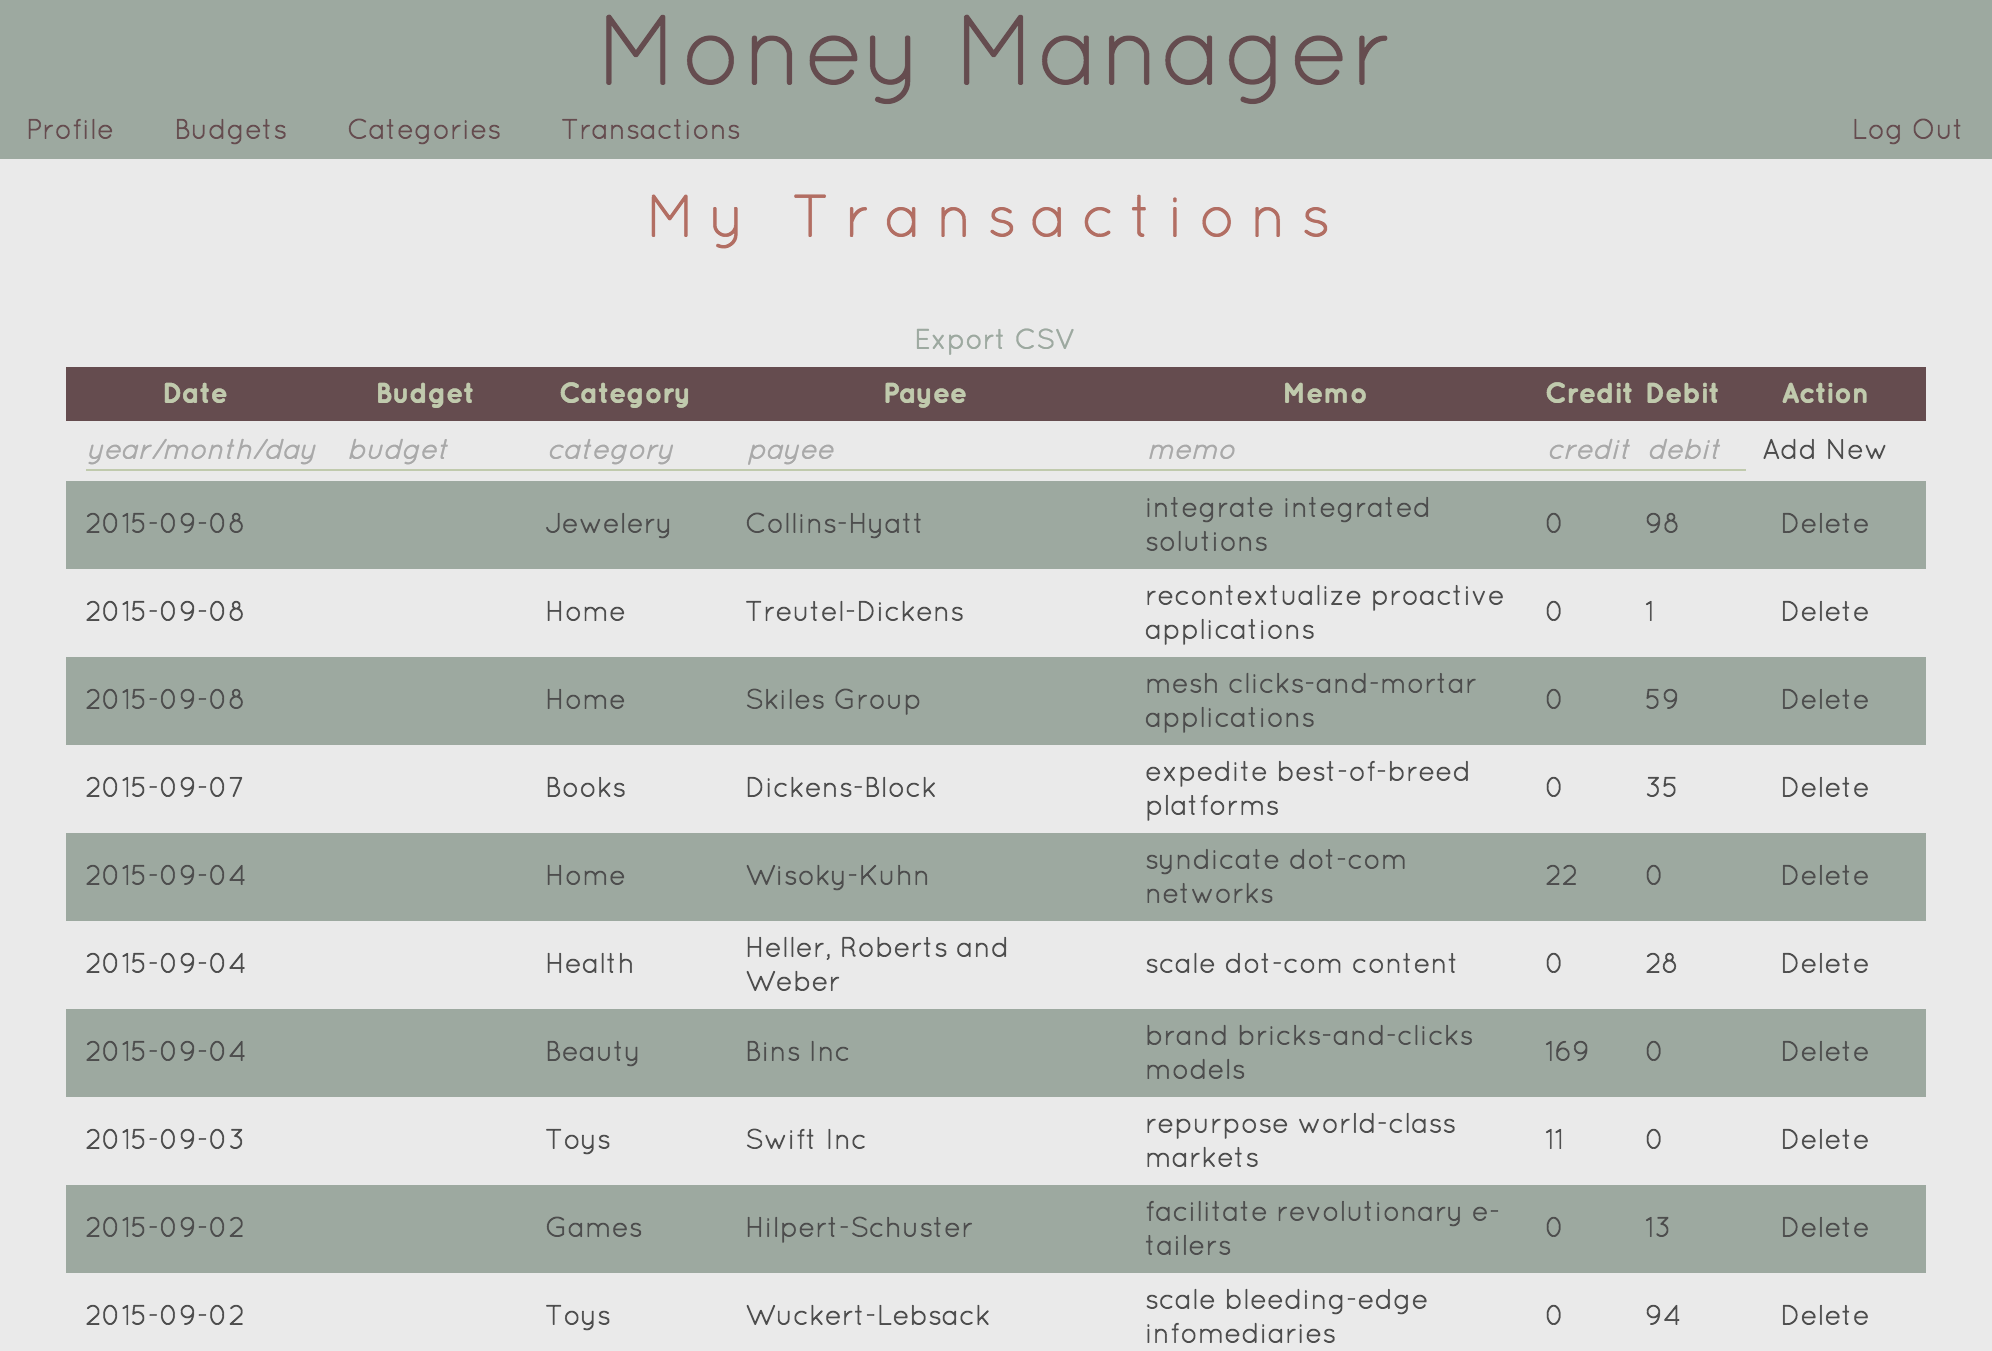 Money Manager
Profile Budgets Categories Transactions Log Out
My Transactions
Export CSV
Date Budget Category Payee Memo Credit Debit Action
year/month/day budget category payee memo credit debit Add New
2015-09-08 Jewelery Collins-Hyatt integrate integrated solutions 0 98 Delete
2015-09-08 Home Treutel-Dickens recontextualize proactive applications 0 1 Delete
2015-09-08 Home Skiles Group mesh clicks-and-mortar applications 0 59 Delete
2015-09-07 Books Dickens-Block expedite best-of-breed platforms 0 35 Delete
2015-09-04 Home Wisoky-Kuhn syndicate dot-com networks 22 0 Delete
2015-09-04 Health Heller, Roberts and Weber scale dot-com content 0 28 Delete
2015-09-04 Beauty Bins Inc brand bricks-and-clicks models 169 0 Delete
2015-09-03 Toys Swift Inc repurpose world-class markets 11 0 Delete
2015-09-02 Games Hilpert-Schuster facilitate revolutionary e-tailers 0 13 Delete
2015-09-02 Toys Wuckert-Lebsack scale bleeding-edge infomediaries 0 94 Delete